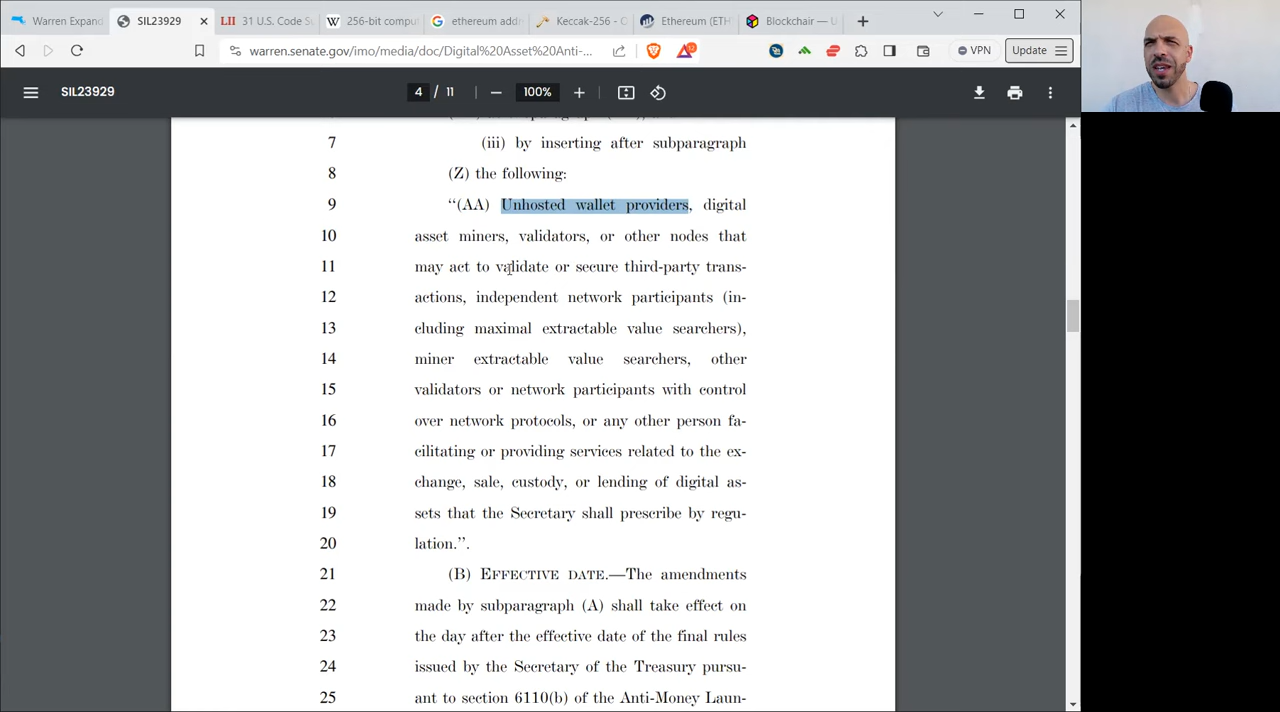 Warren Expand
SIL23929
LII 31 U.S. Code Su
W 256-bit comput
G ethereum addr
Keccak-256 - O
Ethereum (ETH
Blockchair — U
warren.senate.gov/imo/media/doc/Digital%20Asset%20Anti-...
12
VPN
Update
SIL23929
4 / 11
100%
7 (iii) by inserting after subparagraph
8 (Z) the following:
9 ‘‘(AA) Unhosted wallet providers, digital
10 asset miners, validators, or other nodes that
11 may act to validate or secure third-party trans-
12 actions, independent network participants (in-
13 cluding maximal extractable value searchers),
14 miner extractable value searchers, other
15 validators or network participants with control
16 over network protocols, or any other person fa-
17 cilitating or providing services related to the ex-
18 change, sale, custody, or lending of digital as-
19 sets that the Secretary shall prescribe by regu-
20 lation.’’.
21 (B) EFFECTIVE DATE.—The amendments
22 made by subparagraph (A) shall take effect on
23 the day after the effective date of the final rules
24 issued by the Secretary of the Treasury pursu-
25 ant to section 6110(b) of the Anti-Money Laun-